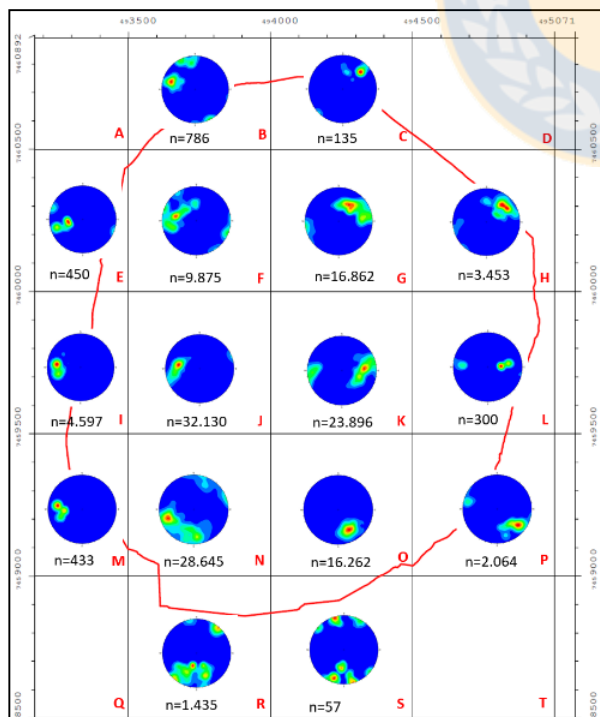 493500 494000 494500 495071
7460892
A n=786 B n=135 C D
7460500
n=450 E n=9.875 F n=16.862 G n=3.453 H
7460000
n=4.597 I n=32.130 J n=23.896 K n=300 L
7459500
n=433 M n=28.645 N n=16.262 O n=2.064 P
7459000
Q n=1.435 R n=57 S T
8500